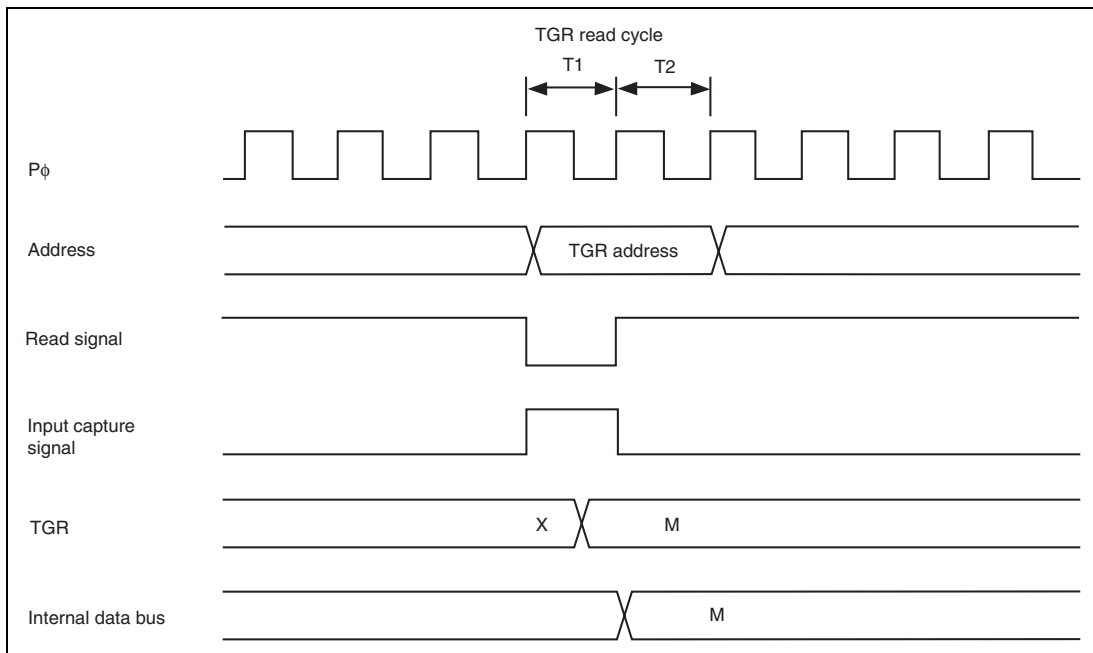 TGR read cycle
T1 T2
Pϕ
Address
TGR address
Read signal
Input capture
signal
TGR
X M
Internal data bus
M